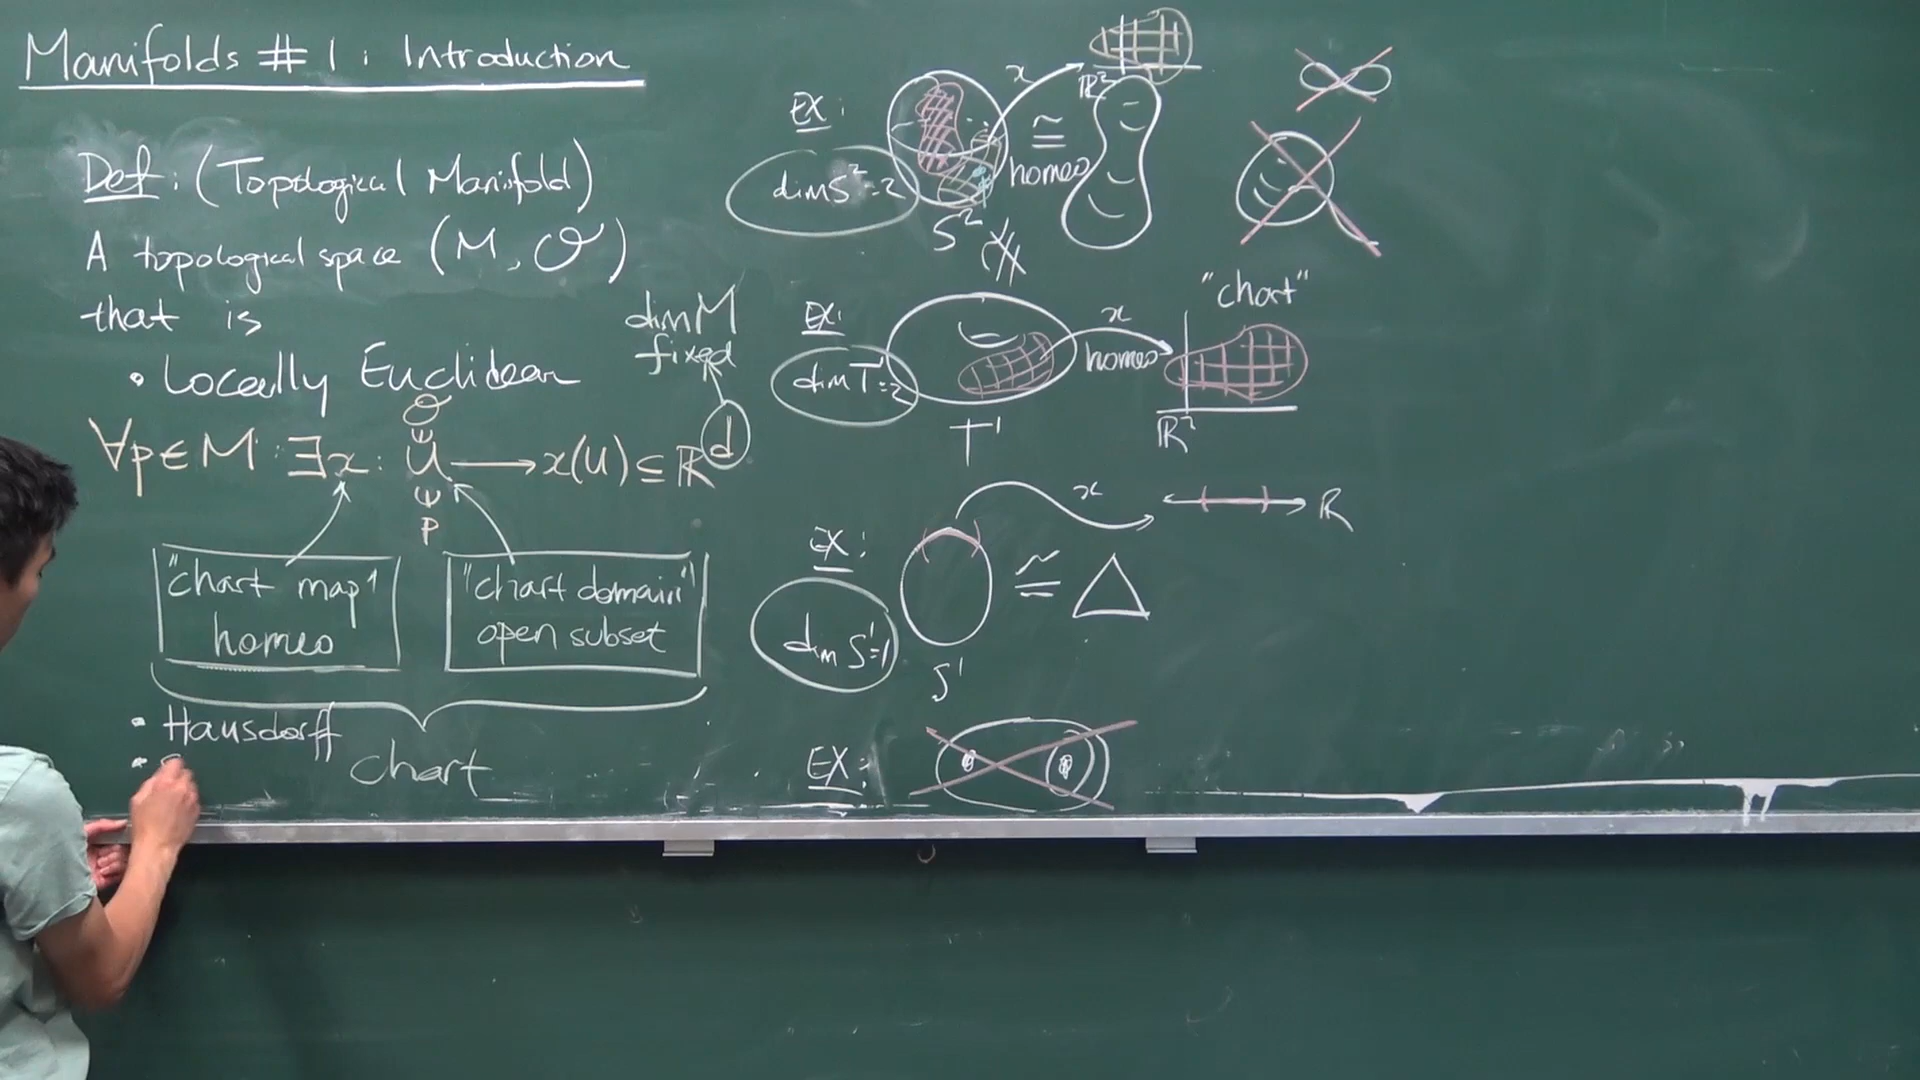 Manifolds #1: Introduction
Def: (Topological Manifold)
A topological space (M, 𝒪)
that is
• Locally Euclidean
dim M
fixed
𝒪
∀p∈M: ∃x: U ⟶ x(U) ⊆ ℝ^d
p
"chart map"
homeo
"chart domain"
open subset
• Hausdorff
chart
EX:
dim S²=2
S²
x
≅
homeo
ℝ²
EX:
dim T=2
T¹
x
homeo
"chart"
ℝ²
EX:
dim S¹=1
S¹
x
≅
ℝ
EX: